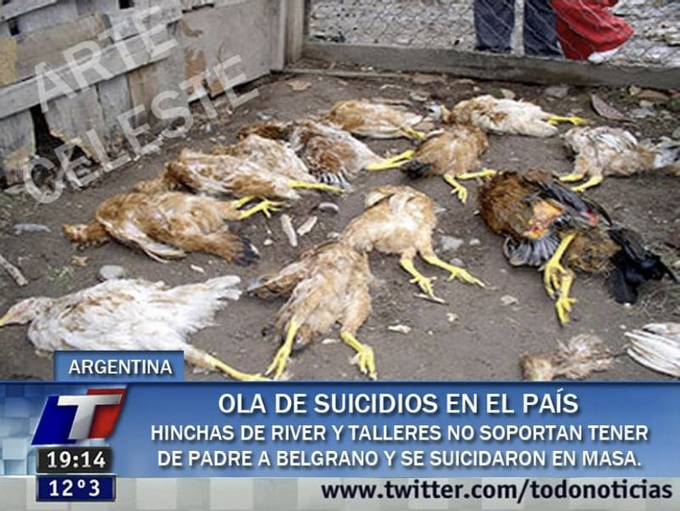 ARTE
CELESTE
ARGENTINA
OLA DE SUICIDIOS EN EL PAÍS
HINCHAS DE RIVER Y TALLERES NO SOPORTAN TENER
DE PADRE A BELGRANO Y SE SUICIDARON EN MASA.
19:14
12°3
www.twitter.com/todonoticias